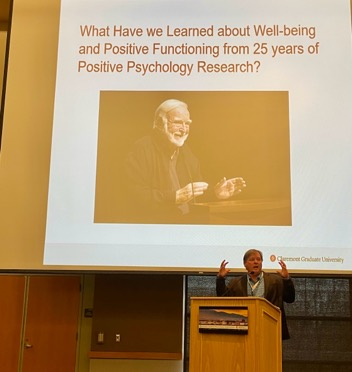 What Have we Learned about Well-being
and Positive Functioning from 25 years of
Positive Psychology Research?
Claremont Graduate University